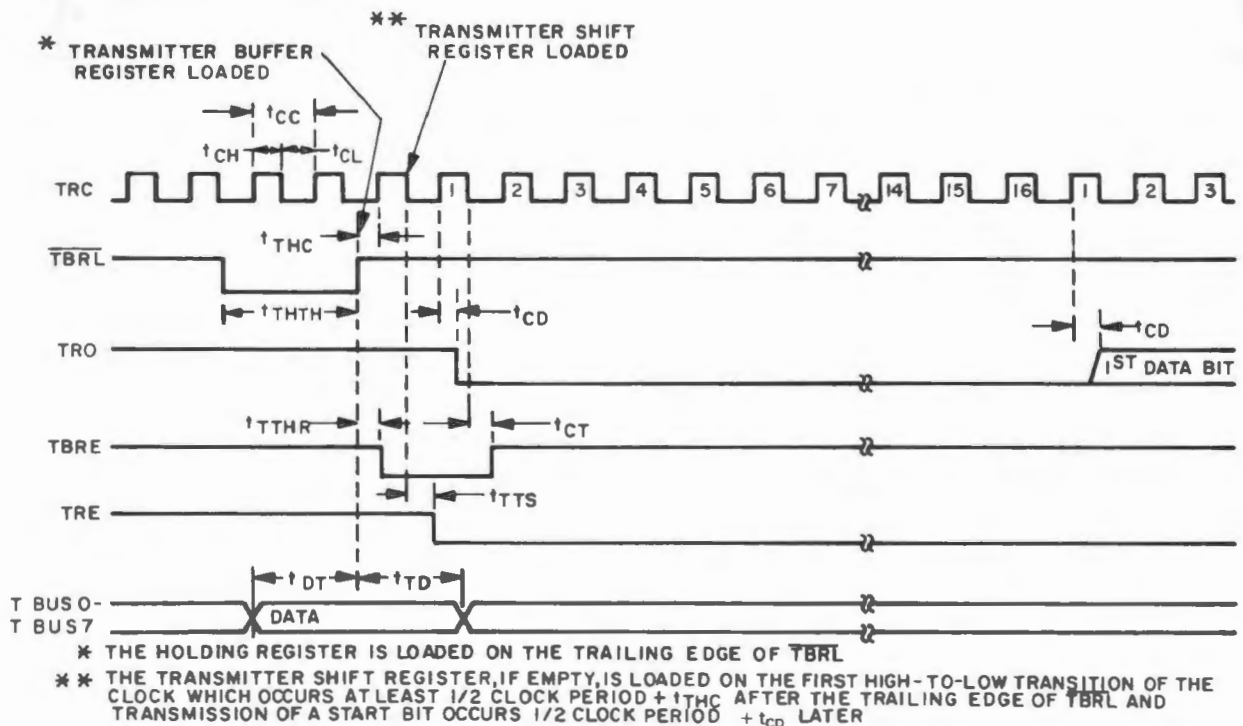 * TRANSMITTER BUFFER
REGISTER LOADED
** TRANSMITTER SHIFT
REGISTER LOADED
tCC
tCH
tCL
TRC
1
2
3
4
5
6
7
14
15
16
1
2
3
tTHC
TBRL
tTHTH
tCD
tCD
TRO
1ST DATA BIT
tTTHR
tCT
TBRE
tTTS
TRE
tDT
tTD
T BUS 0-
T BUS 7
DATA
* THE HOLDING REGISTER IS LOADED ON THE TRAILING EDGE OF TBRL
** THE TRANSMITTER SHIFT REGISTER, IF EMPTY, IS LOADED ON THE FIRST HIGH-TO-LOW TRANSITION OF THE
CLOCK WHICH OCCURS AT LEAST 1/2 CLOCK PERIOD + tTHC AFTER THE TRAILING EDGE OF TBRL AND
TRANSMISSION OF A START BIT OCCURS 1/2 CLOCK PERIOD + tCD LATER